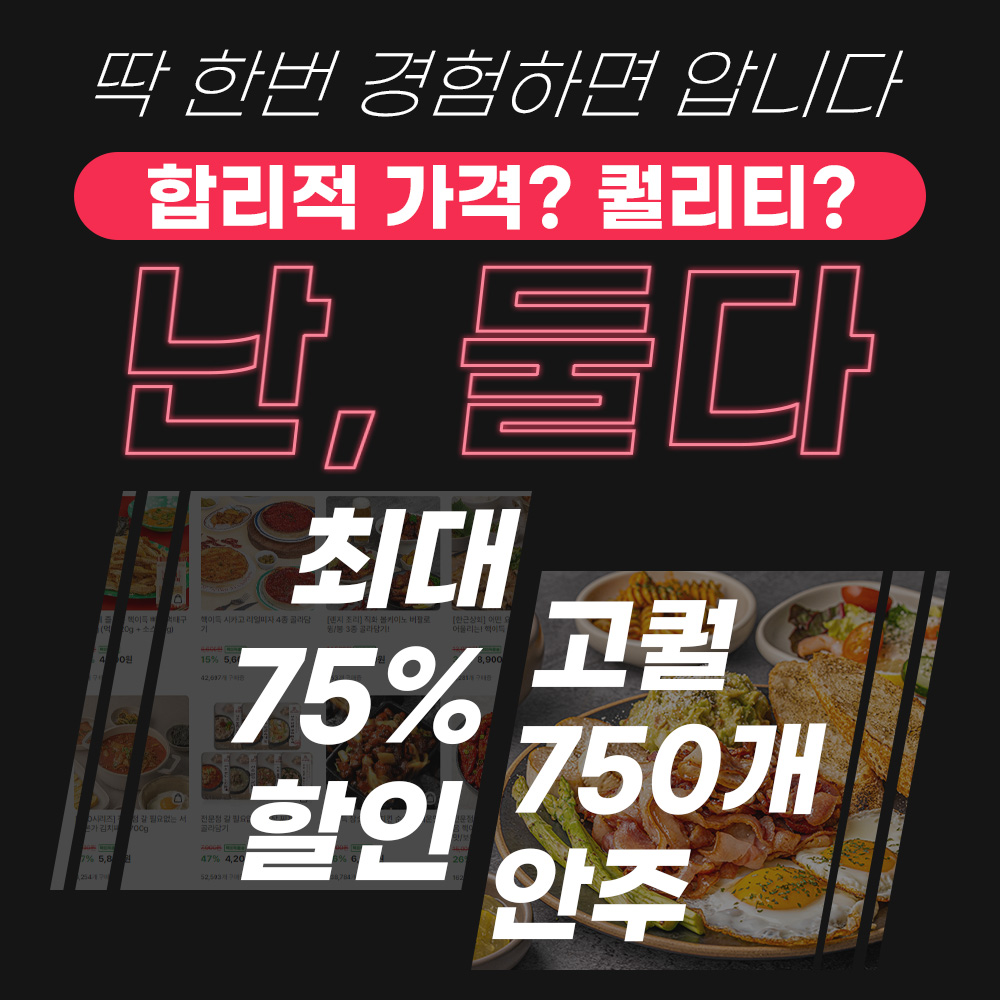 딱 한번 경험하면 압니다
합리적 가격? 퀄리티?
난, 둘다
최대
75%
할인
고퀄
750개
안주